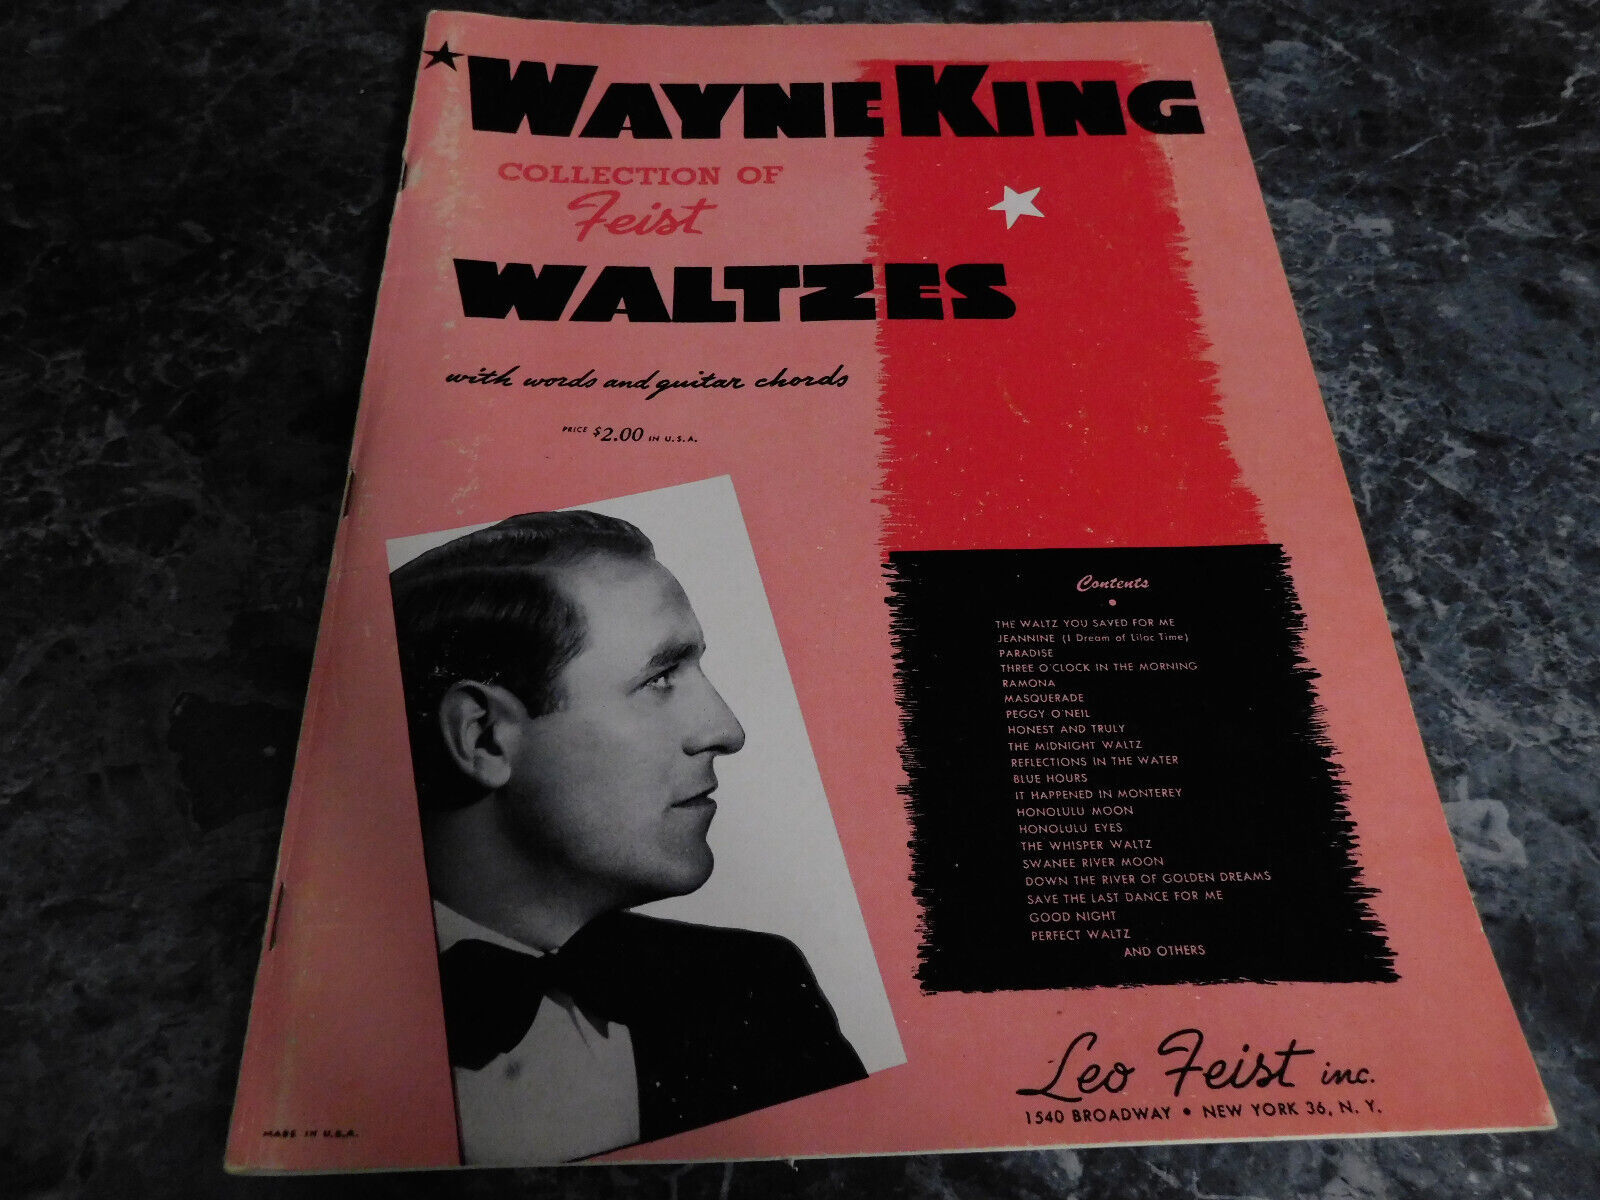 WAYNE KING
COLLECTION OF
Feist
WALTZES
with words and guitar chords
PRICE $2.00 IN U.S.A.
Contents
THE WALTZ YOU SAVED FOR ME
JEANNINE (I Dream of Lilac Time)
PARADISE
THREE O'CLOCK IN THE MORNING
RAMONA
MASQUERADE
PEGGY O'NEIL
HONEST AND TRULY
THE MIDNIGHT WALTZ
REFLECTIONS IN THE WATER
BLUE HOURS
IT HAPPENED IN MONTEREY
HONOLULU MOON
HONOLULU EYES
THE WHISPER WALTZ
SWANEE RIVER MOON
DOWN THE RIVER OF GOLDEN DREAMS
SAVE THE LAST DANCE FOR ME
GOOD NIGHT
PERFECT WALTZ
AND OTHERS
Leo Feist inc.
1540 BROADWAY • NEW YORK 36, N. Y.
MADE IN U.S.A.